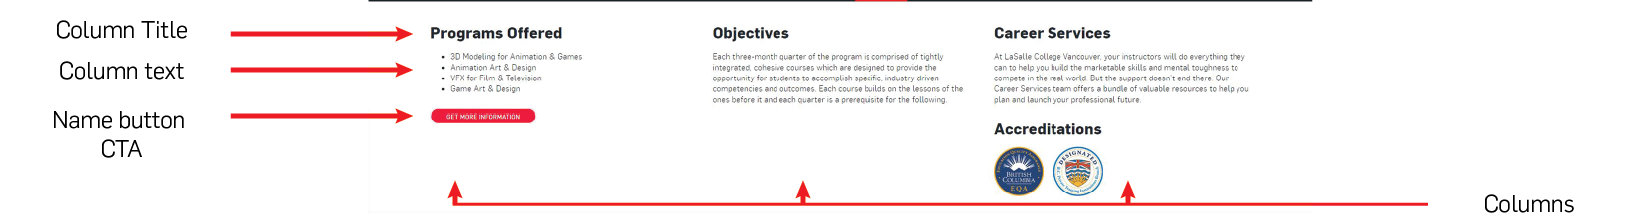 Column Title
Column text
Name button
CTA
Programs Offered
3D Modeling for Animation & Games
Animation Art & Design
VFX for Film & Television
Game Art & Design
GET MORE INFORMATION
Objectives
Each three-month quarter of the program is comprised of tightly
integrated, cohesive courses which are designed to provide the
opportunity for students to accomplish specific, industry driven
competencies and outcomes. Each course builds on the lessons of the
ones before it and each quarter is a prerequisite for the following.
Career Services
At LaSalle College Vancouver, your instructors will do everything they
can to help you build the marketable skills and mental toughness to
compete in the real world. But the support doesn't end there. Our
Career Services team offers a bundle of valuable resources to help you
plan and launch your professional future.
Accreditations
BRITISH
COLUMBIA
EQA
DESIGNATED
Columns